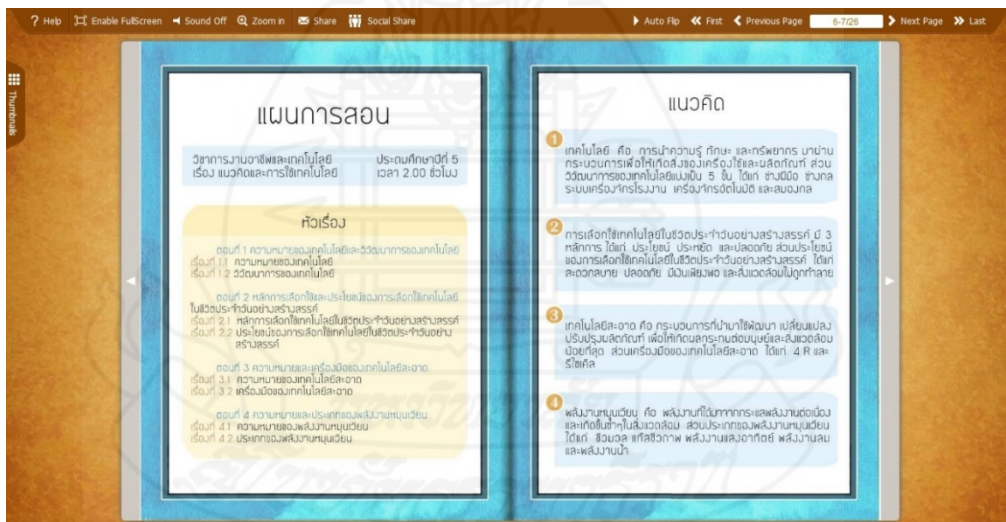 Help Enable FullScreen Sound Off Zoom in Share Social Share Auto Flip First Previous Page 6-7/26 Next Page Last
Thumbnails
แผนการสอน
วิชาการงานอาชีพและเทคโนโลยี ประถมศึกษาปีที่ 5
เรื่อง แนวคิดและการใช้เทคโนโลยี เวลา 2.00 ชั่วโมง
หัวเรื่อง
ตอนที่ 1 ความหมายของเทคโนโลยีและวิวัฒนาการของเทคโนโลยี
เรื่องที่ 1.1 ความหมายของเทคโนโลยี
เรื่องที่ 1.2 วิวัฒนาการของเทคโนโลยี
ตอนที่ 2 หลักการเลือกใช้และประโยชน์ของการเลือกใช้เทคโนโลยี
ในชีวิตประจำวันอย่างสร้างสรรค์
เรื่องที่ 2.1 หลักการเลือกใช้เทคโนโลยีในชีวิตประจำวันอย่างสร้างสรรค์
เรื่องที่ 2.2 ประโยชน์ของการเลือกใช้เทคโนโลยีในชีวิตประจำวันอย่าง
สร้างสรรค์
ตอนที่ 3 ความหมายและเครื่องมือของเทคโนโลยีสะอาด
เรื่องที่ 3.1 ความหมายของเทคโนโลยีสะอาด
เรื่องที่ 3.2 เครื่องมือของเทคโนโลยีสะอาด
ตอนที่ 4 ความหมายและประเภทของพลังงานหมุนเวียน
เรื่องที่ 4.1 ความหมายของพลังงานหมุนเวียน
เรื่องที่ 4.2 ประเภทของพลังงานหมุนเวียน
แนวคิด
1
เทคโนโลยี คือ การนำความรู้ ทักษะ และทรัพยากร มาผ่าน
กระบวนการเพื่อให้เกิดสิ่งของเครื่องใช้และผลิตภัณฑ์ ส่วน
วิวัฒนาการของเทคโนโลยีแบ่งเป็น 5 ขั้น ได้แก่ ช่างฝีมือ ช่างกล
ระบบเครื่องจักรโรงงาน เครื่องจักรอัตโนมัติ และสมองกล
2
การเลือกใช้เทคโนโลยีในชีวิตประจำวันอย่างสร้างสรรค์ มี 3
หลักการ ได้แก่ ประโยชน์ ประหยัด และปลอดภัย ส่วนประโยชน์
ของการเลือกใช้เทคโนโลยีในชีวิตประจำวันอย่างสร้างสรรค์ ได้แก่
สะดวกสบาย ปลอดภัย มีเงินเพียงพอ และสิ่งแวดล้อมไม่ถูกทำลาย
3
เทคโนโลยีสะอาด คือ กระบวนการที่นำมาใช้พัฒนา เปลี่ยนแปลง
ปรับปรุงผลิตภัณฑ์ เพื่อให้เกิดผลกระทบต่อมนุษย์และสิ่งแวดล้อม
น้อยที่สุด ส่วนเครื่องมือของเทคโนโลยีสะอาด ได้แก่ 4 R และ
รีไซเคิล
4
พลังงานหมุนเวียน คือ พลังงานที่ได้มาจากกระแสพลังงานต่อเนื่อง
และเกิดขึ้นซ้ำๆในสิ่งแวดล้อม ส่วนประเภทของพลังงานหมุนเวียน
ได้แก่ ชีวมวล แก๊สชีวภาพ พลังงานแสงอาทิตย์ พลังงานลม
และพลังงานน้ำ